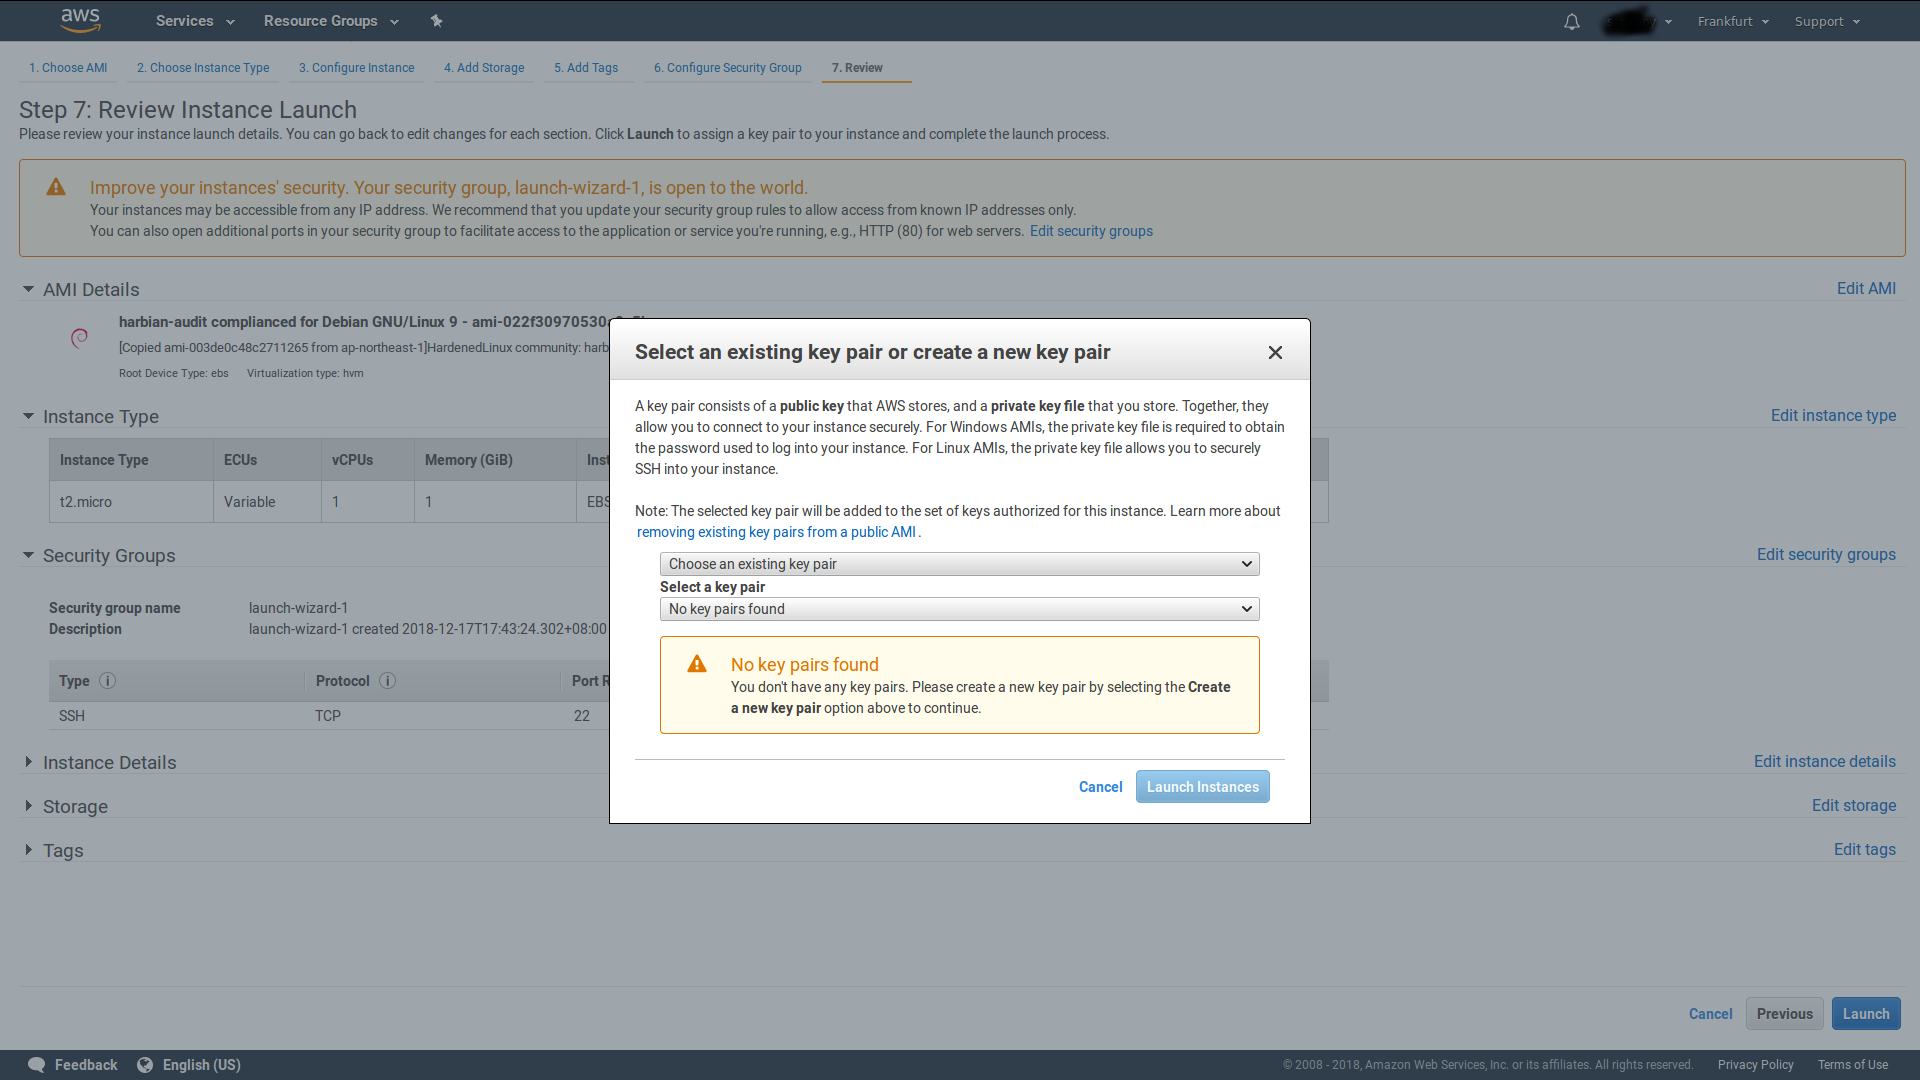 aws Services Resource Groups Frankfurt Support
1. Choose AMI 2. Choose Instance Type 3. Configure Instance 4. Add Storage 5. Add Tags 6. Configure Security Group 7. Review
Step 7: Review Instance Launch
Please review your instance launch details. You can go back to edit changes for each section. Click Launch to assign a key pair to your instance and complete the launch process.
Improve your instances' security. Your security group, launch-wizard-1, is open to the world.
Your instances may be accessible from any IP address. We recommend that you update your security group rules to allow access from known IP addresses only.
You can also open additional ports in your security group to facilitate access to the application or service you're running, e.g., HTTP (80) for web servers. Edit security groups
AMI Details Edit AMI
harbian-audit complianced for Debian GNU/Linux 9 - ami-022f30970530
[Copied ami-003de0c48c2711265 from ap-northeast-1]HardenedLinux community: harb
Root Device Type: ebs Virtualization type: hvm
Instance Type Edit instance type
Instance Type ECUs vCPUs Memory (GiB) Inst
t2.micro Variable 1 1 EBS
Security Groups Edit security groups
Security group name launch-wizard-1
Description launch-wizard-1 created 2018-12-17T17:43:24.302+08:00
Type Protocol Port R
SSH TCP 22
Instance Details Edit instance details
Storage Edit storage
Tags Edit tags
Select an existing key pair or create a new key pair
A key pair consists of a public key that AWS stores, and a private key file that you store. Together, they
allow you to connect to your instance securely. For Windows AMIs, the private key file is required to obtain
the password used to log into your instance. For Linux AMIs, the private key file allows you to securely
SSH into your instance.
Note: The selected key pair will be added to the set of keys authorized for this instance. Learn more about
removing existing key pairs from a public AMI.
Choose an existing key pair
Select a key pair
No key pairs found
No key pairs found
You don't have any key pairs. Please create a new key pair by selecting the Create
a new key pair option above to continue.
Cancel Launch Instances
Cancel Previous Launch
Feedback English (US) © 2008 - 2018, Amazon Web Services, Inc. or its affiliates. All rights reserved. Privacy Policy Terms of Use